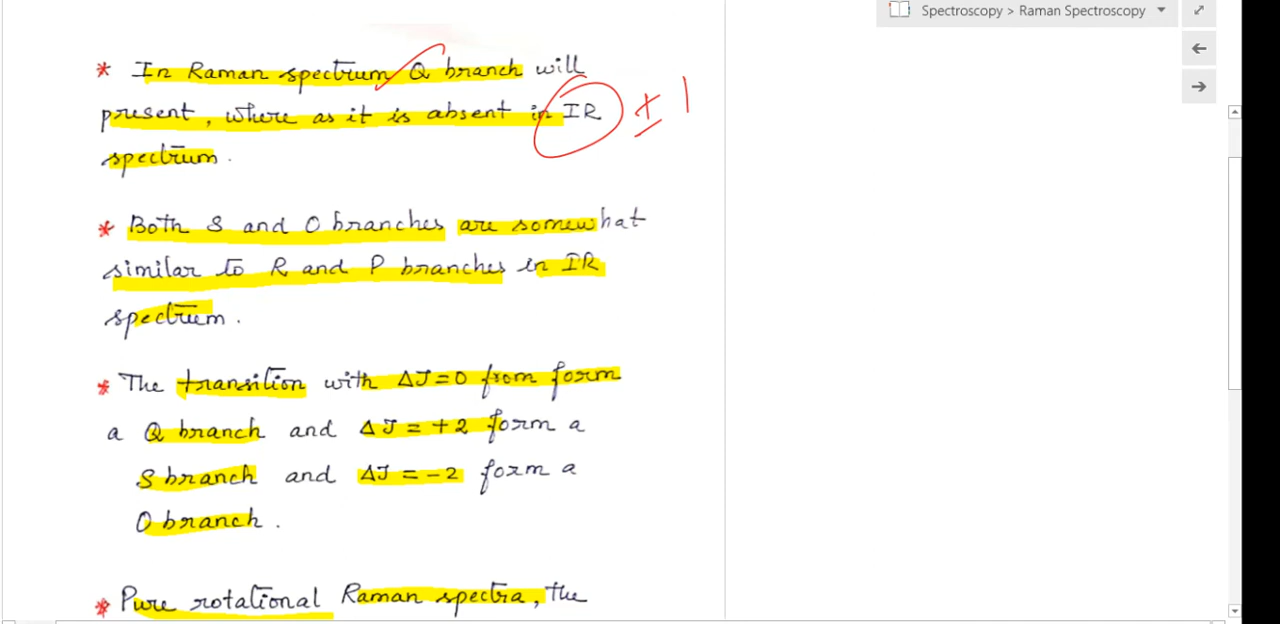 Spectroscopy > Raman Spectroscopy
* In Raman spectrum Q branch will
present, where as it is absent in IR ± 1
spectrum.
* Both S and O branches are somewhat
similar to R and P branches in IR
spectrum.
* The transition with ΔJ=0 from form
a Q branch and ΔJ = +2 form a
S branch and ΔJ = -2 form a
O branch.
* Pure rotational Raman spectra, the